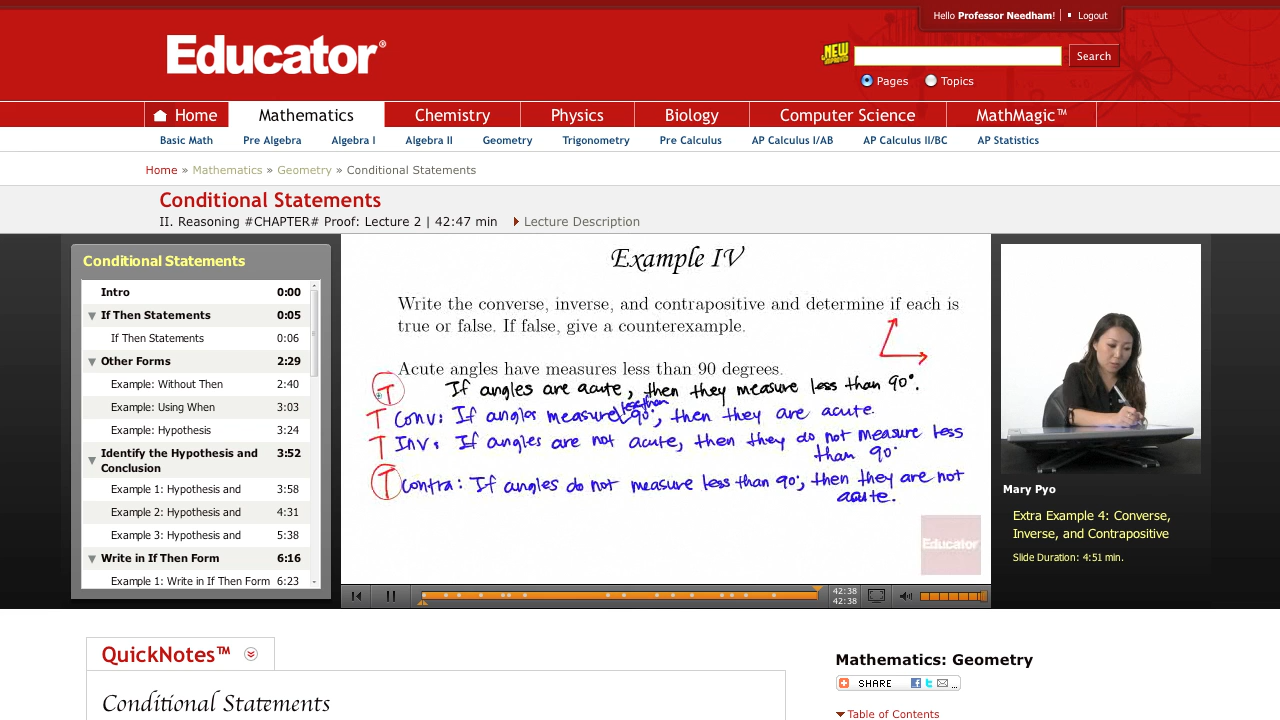 Hello Professor Needham! Logout
Educator®
NEW
Search
Pages Topics
Home Mathematics Chemistry Physics Biology Computer Science MathMagic™
Basic Math Pre Algebra Algebra I Algebra II Geometry Trigonometry Pre Calculus AP Calculus I/AB AP Calculus II/BC AP Statistics
Home » Mathematics » Geometry » Conditional Statements
Conditional Statements
II. Reasoning #CHAPTER# Proof: Lecture 2 | 42:47 min Lecture Description
Conditional Statements
Intro 0:00
If Then Statements 0:05
If Then Statements 0:06
Other Forms 2:29
Example: Without Then 2:40
Example: Using When 3:03
Example: Hypothesis 3:24
Identify the Hypothesis and 3:52
Conclusion
Example 1: Hypothesis and 3:58
Example 2: Hypothesis and 4:31
Example 3: Hypothesis and 5:38
Write in If Then Form 6:16
Example 1: Write in If Then Form 6:23
Example IV
Write the converse, inverse, and contrapositive and determine if each is
true or false. If false, give a counterexample.
Acute angles have measures less than 90 degrees.
T If angles are acute, then they measure less than 90°.
T Conv: If angles measure less than 90°, then they are acute.
T Inv: If angles are not acute, then they do not measure less
than 90°
T Contra: If angles do not measure less than 90°, then they are not
acute.
Educator
42:38
42:38
Mary Pyo
Extra Example 4: Converse,
Inverse, and Contrapositive
Slide Duration: 4:51 min.
QuickNotes™
Conditional Statements
Mathematics: Geometry
SHARE ...
Table of Contents